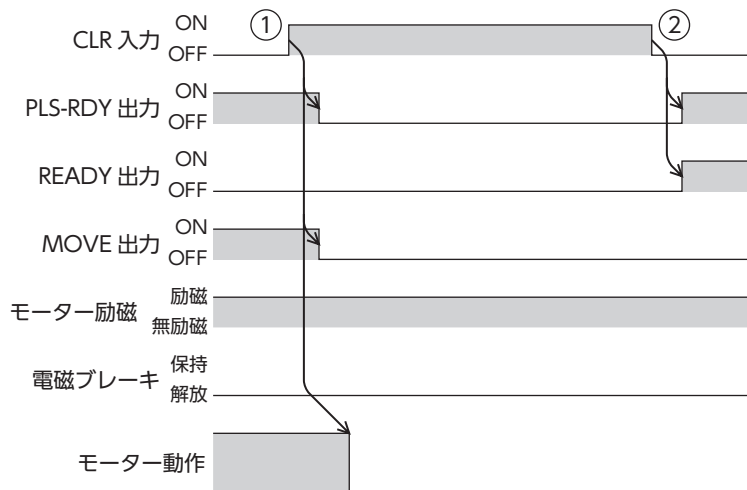 ON
CLR 入力
OFF
① ②
ON
PLS-RDY 出力
OFF
ON
READY 出力
OFF
ON
MOVE 出力
OFF
励磁
モーター励磁
無励磁
保持
電磁ブレーキ
解放
モーター動作